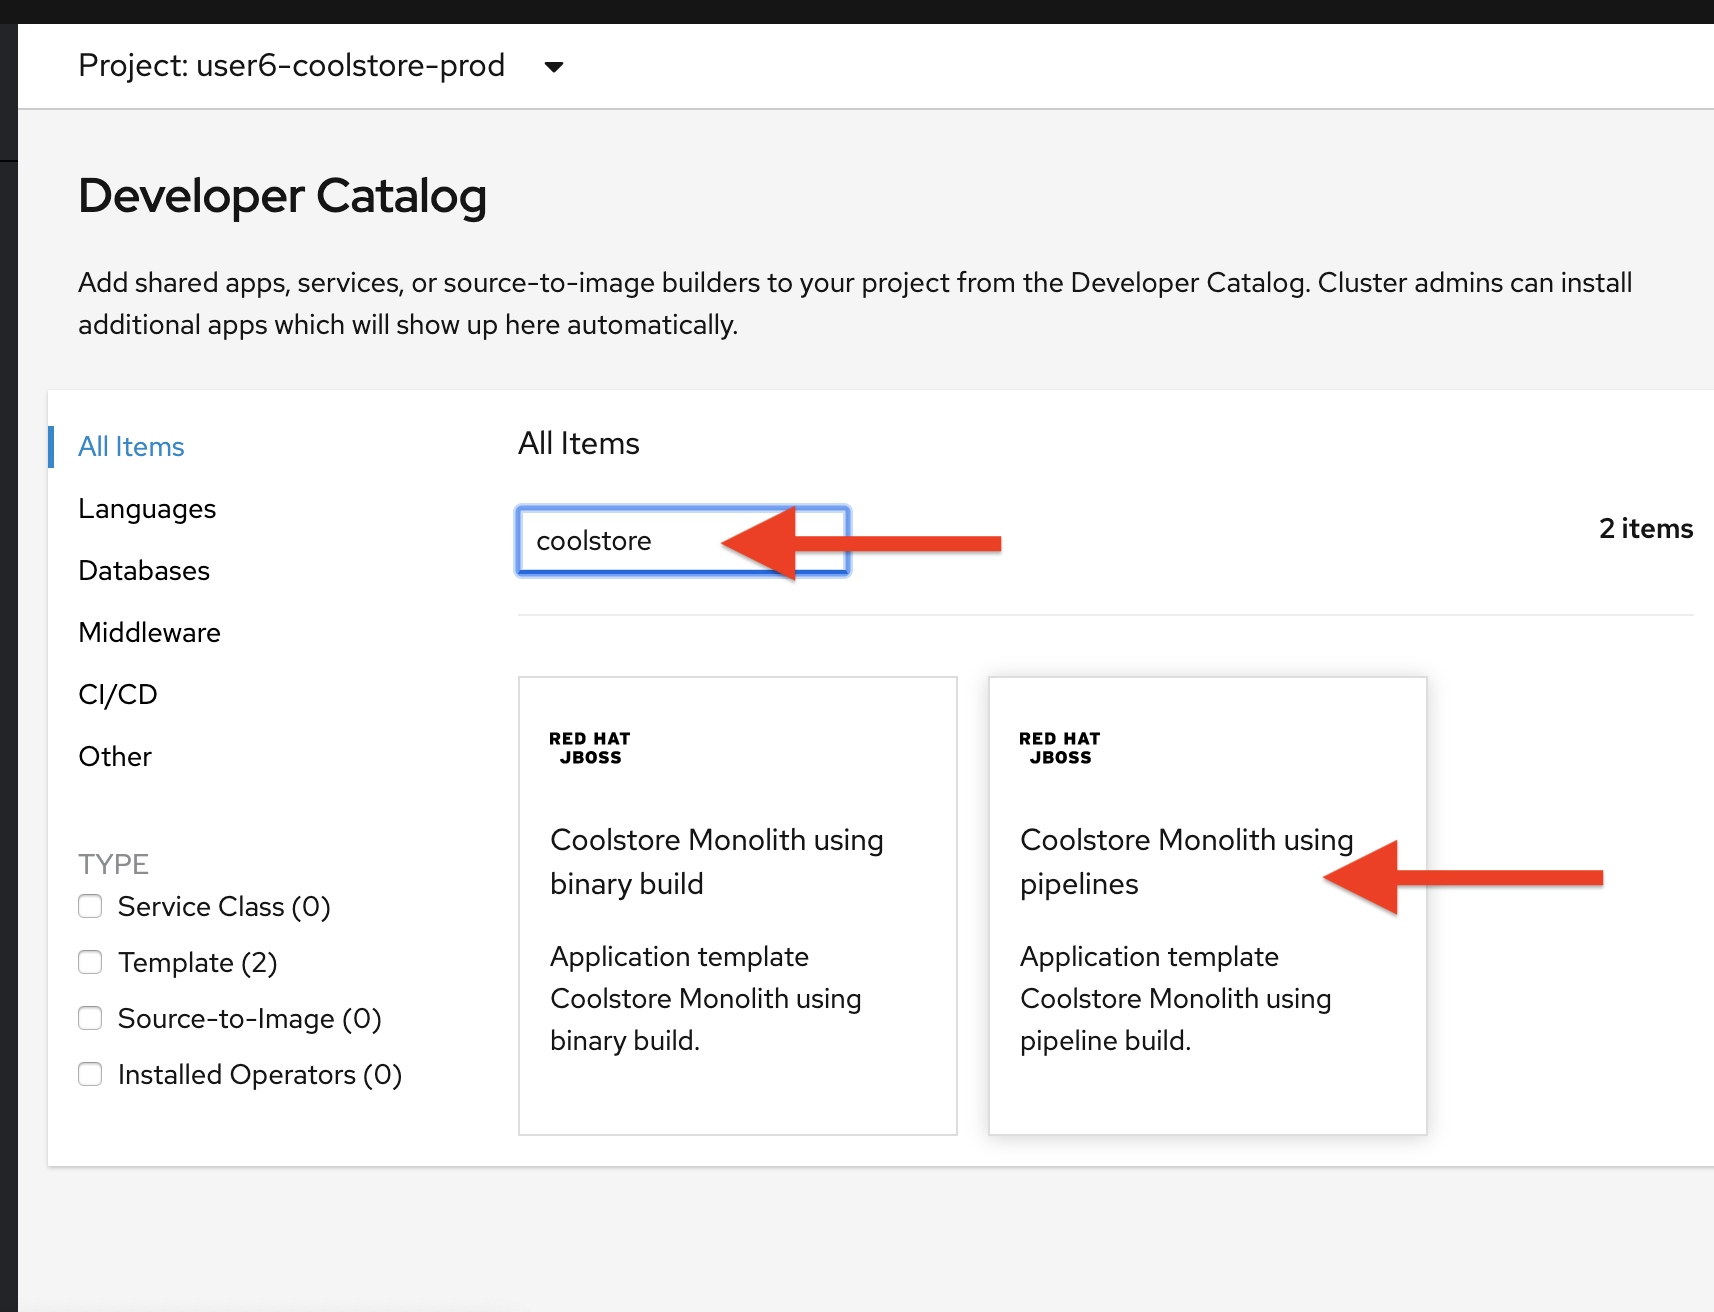 Project: user6-coolstore-prod
Developer Catalog
Add shared apps, services, or source-to-image builders to your project from the Developer Catalog. Cluster admins can install
additional apps which will show up here automatically.
All Items
Languages
Databases
Middleware
CI/CD
Other
TYPE
Service Class (0)
Template (2)
Source-to-Image (0)
Installed Operators (0)
All Items
coolstore
2 items
RED HAT
JBOSS
Coolstore Monolith using
binary build
Application template
Coolstore Monolith using
binary build.
RED HAT
JBOSS
Coolstore Monolith using
pipelines
Application template
Coolstore Monolith using
pipeline build.